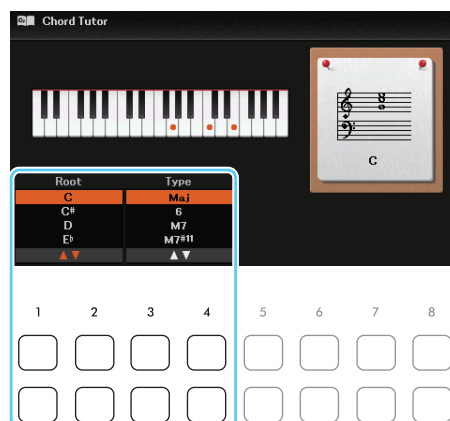 Chord Tutor
C
Root Type
C Maj
C# 6
D M7
E♭ M7#11
▲▼ ▲▼
1 2 3 4 5 6 7 8